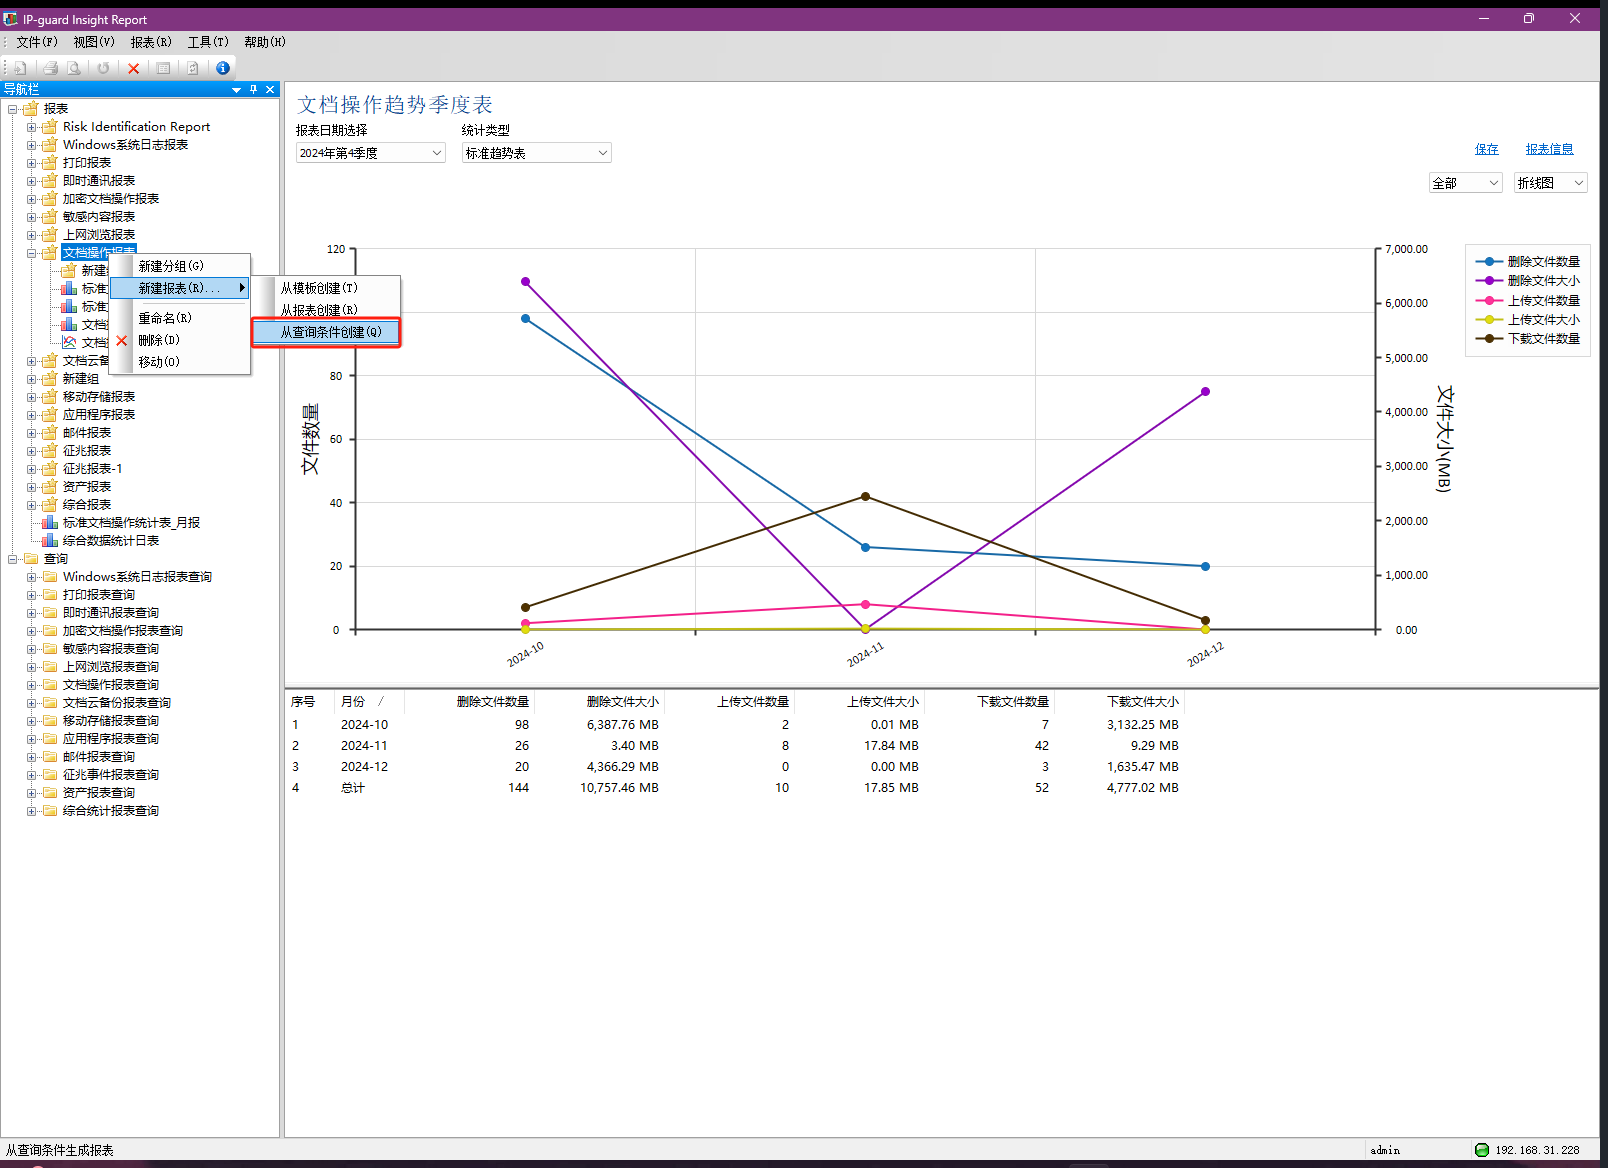 IP-guard Insight Report
文件(F) 视图(V) 报表(R) 工具(T) 帮助(H)
导航栏
报表
Risk Identification Report
Windows系统日志报表
打印报表
即时通讯报表
加密文档操作报表
敏感内容报表
上网浏览报表
文档操作报表
新建
标准
标准
文档
文档
文档云备
新建组
移动存储报表
应用程序报表
邮件报表
征兆报表
征兆报表-1
资产报表
综合报表
标准文档操作统计表_月报
综合数据统计日表
查询
Windows系统日志报表查询
打印报表查询
即时通讯报表查询
加密文档操作报表查询
敏感内容报表查询
上网浏览报表查询
文档操作报表查询
文档云备份报表查询
移动存储报表查询
应用程序报表查询
邮件报表查询
征兆事件报表查询
资产报表查询
综合统计报表查询
新建分组(G)
新建报表(R)...
重命名(R)
删除(D)
移动(O)
从模板创建(T)
从报表创建(R)
从查询条件创建(Q)
文档操作趋势季度表
报表日期选择 统计类型
2024年第4季度 标准趋势表
保存 报表信息
全部 折线图
120
80
60
40
20
0
文件数量
7,000.00
6,000.00
5,000.00
4,000.00
3,000.00
2,000.00
1,000.00
0.00
文件大小(MB)
2024-10 2024-11 2024-12
删除文件数量
删除文件大小
上传文件数量
上传文件大小
下载文件数量
序号 月份 / 删除文件数量 删除文件大小 上传文件数量 上传文件大小 下载文件数量 下载文件大小
1 2024-10 98 6,387.76 MB 2 0.01 MB 7 3,132.25 MB
2 2024-11 26 3.40 MB 8 17.84 MB 42 9.29 MB
3 2024-12 20 4,366.29 MB 0 0.00 MB 3 1,635.47 MB
4 总计 144 10,757.46 MB 10 17.85 MB 52 4,777.02 MB
从查询条件生成报表 admin 192.168.31.228